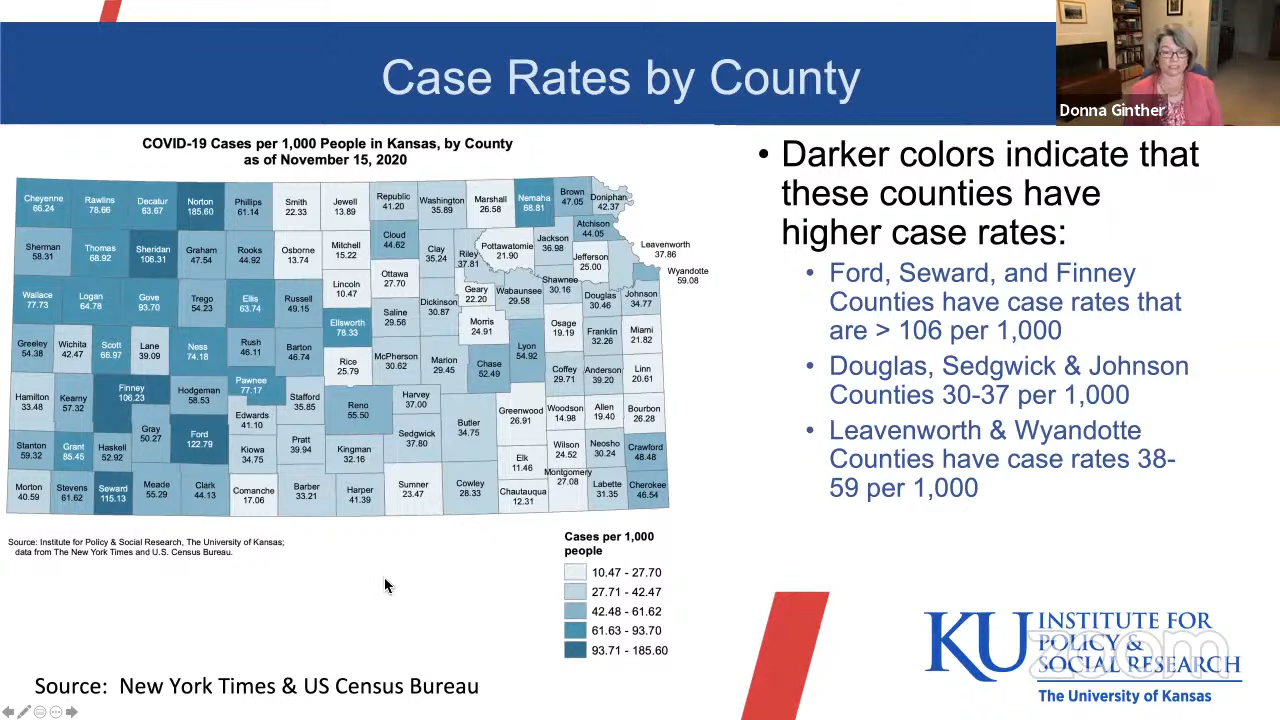 Case Rates by County
Donna Ginther
COVID-19 Cases per 1,000 People in Kansas, by County
as of November 15, 2020
Cheyenne
66.24
Rawlins
78.66
Decatur
63.67
Norton
185.60
Phillips
61.14
Smith
22.33
Jewell
13.89
Republic
41.20
Washington
35.89
Marshall
26.58
Nemaha
68.81
Brown
47.05
Doniphan
42.37
Atchison
44.05
Sherman
58.31
Thomas
68.92
Sheridan
106.31
Graham
47.54
Rooks
44.92
Osborne
13.74
Mitchell
15.22
Cloud
44.62
Clay
35.24
Riley
37.81
Pottawatomie
21.90
Jackson
36.98
Jefferson
25.00
Leavenworth
37.86
Wyandotte
59.08
Ottawa
27.70
Lincoln
10.47
Wallace
77.73
Logan
64.78
Gove
93.70
Trego
54.23
Ellis
63.74
Russell
49.15
Ellsworth
78.33
Saline
29.56
Dickinson
30.87
Geary
22.20
Wabaunsee
29.58
Shawnee
30.16
Douglas
30.46
Johnson
34.77
Morris
24.91
Osage
19.19
Franklin
32.26
Miami
21.82
Greeley
54.38
Wichita
42.47
Scott
66.97
Lane
39.09
Ness
74.18
Rush
46.11
Barton
46.74
Rice
25.79
McPherson
30.62
Marion
29.45
Chase
52.49
Lyon
54.92
Coffey
29.71
Anderson
39.20
Linn
20.61
Hamilton
33.48
Kearny
57.32
Finney
106.23
Hodgeman
58.53
Pawnee
77.17
Edwards
41.10
Stafford
35.85
Reno
55.50
Harvey
37.00
Sedgwick
37.80
Butler
34.75
Greenwood
26.91
Woodson
14.98
Allen
19.40
Bourbon
26.28
Gray
50.27
Ford
122.79
Stanton
59.32
Grant
85.45
Haskell
52.92
Kiowa
34.75
Pratt
39.94
Kingman
32.16
Elk
11.46
Wilson
24.52
Neosho
30.24
Crawford
48.48
Morton
40.59
Stevens
61.62
Seward
115.13
Meade
55.29
Clark
44.13
Comanche
17.06
Barber
33.21
Harper
41.39
Sumner
23.47
Cowley
28.33
Chautauqua
12.31
Montgomery
27.08
Labette
31.35
Cherokee
46.54
Source: Institute for Policy & Social Research, The University of Kansas;
data from The New York Times and U.S. Census Bureau.
Cases per 1,000
people
10.47 - 27.70
27.71 - 42.47
42.48 - 61.62
61.63 - 93.70
93.71 - 185.60
Source: New York Times & US Census Bureau
• Darker colors indicate that
these counties have
higher case rates:
• Ford, Seward, and Finney
Counties have case rates that
are > 106 per 1,000
• Douglas, Sedgwick & Johnson
Counties 30-37 per 1,000
• Leavenworth & Wyandotte
Counties have case rates 38-
59 per 1,000
KU
INSTITUTE FOR
POLICY &
SOCIAL RESEARCH
The University of Kansas
zoom